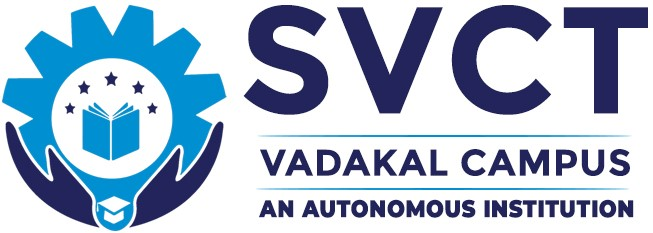 SVCT
VADAKAL CAMPUS
AN AUTONOMOUS INSTITUTION